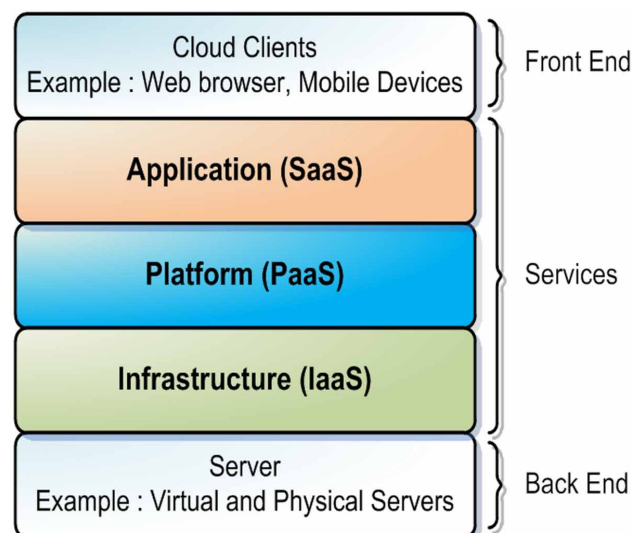 Cloud Clients
Example : Web browser, Mobile Devices
Front End
Application (SaaS)
Platform (PaaS)
Services
Infrastructure (IaaS)
Server
Example : Virtual and Physical Servers
Back End